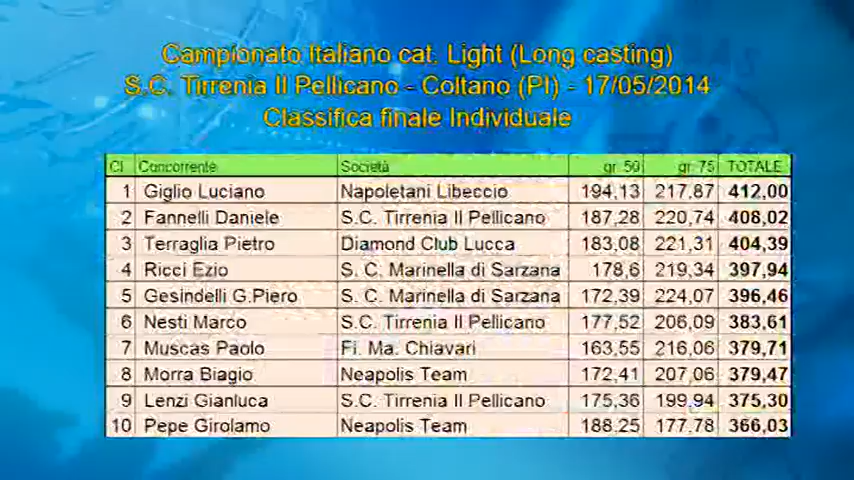 Campionato Italiano cat. Light (Long casting)
S.C. Tirrenia Il Pellicano - Coltano (PI) - 17/05/2014
Classifica finale Individuale
Cl Concorrente Società gr 50 gr 75 TOTALE
1 Giglio Luciano Napoletani Libeccio 194,13 217,87 412,00
2 Fannelli Daniele S.C. Tirrenia Il Pellicano 187,28 220,74 408,02
3 Terraglia Pietro Diamond Club Lucca 183,08 221,31 404,39
4 Ricci Ezio S. C. Marinella di Sarzana 178,6 219,34 397,94
5 Gesindelli G.Piero S. C. Marinella di Sarzana 172,39 224,07 396,46
6 Nesti Marco S.C. Tirrenia Il Pellicano 177,52 206,09 383,61
7 Muscas Paolo Fi. Ma. Chiavari 163,55 216,06 379,71
8 Morra Biagio Neapolis Team 172,41 207,06 379,47
9 Lenzi Gianluca S.C. Tirrenia Il Pellicano 175,36 199,94 375,30
10 Pepe Girolamo Neapolis Team 188,25 177,78 366,03